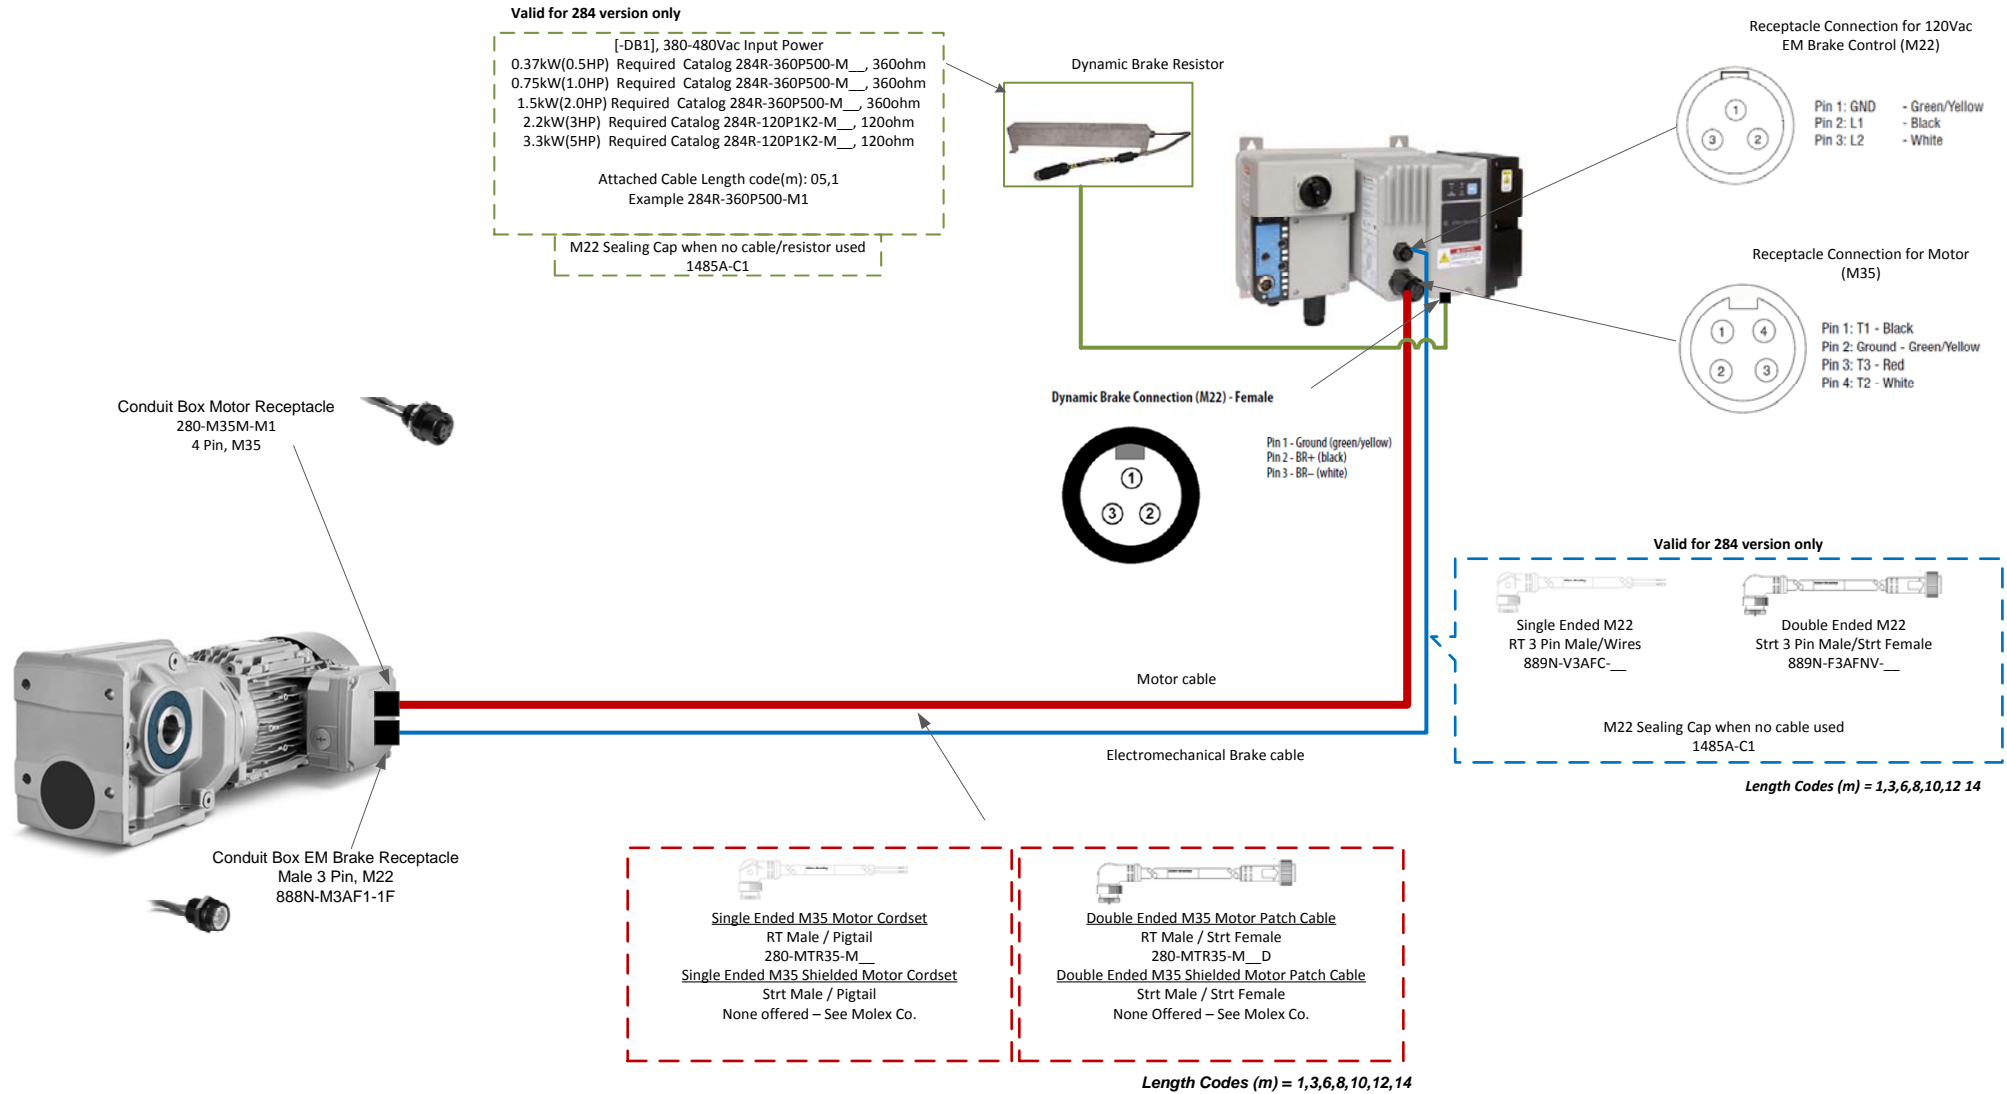 Valid for 284 version only
[-DB1], 380-480Vac Input Power
0.37kW(0.5HP) Required Catalog 284R-360P500-M__, 360ohm
0.75kW(1.0HP) Required Catalog 284R-360P500-M__, 360ohm
1.5kW(2.0HP) Required Catalog 284R-360P500-M__, 360ohm
2.2kW(3HP) Required Catalog 284R-120P1K2-M__, 120ohm
3.3kW(5HP) Required Catalog 284R-120P1K2-M__, 120ohm
Attached Cable Length code(m): 05,1
Example 284R-360P500-M1
M22 Sealing Cap when no cable/resistor used
1485A-C1
Dynamic Brake Resistor
Receptacle Connection for 120Vac
EM Brake Control (M22)
1
3
2
Pin 1: GND - Green/Yellow
Pin 2: L1 - Black
Pin 3: L2 - White
Receptacle Connection for Motor
(M35)
1
4
2
3
Pin 1: T1 - Black
Pin 2: Ground - Green/Yellow
Pin 3: T3 - Red
Pin 4: T2 - White
Dynamic Brake Connection (M22) - Female
1
3
2
Pin 1 - Ground (green/yellow)
Pin 2 - BR+ (black)
Pin 3 - BR– (white)
Conduit Box Motor Receptacle
280-M35M-M1
4 Pin, M35
Valid for 284 version only
Single Ended M22
RT 3 Pin Male/Wires
889N-V3AFC-__
Double Ended M22
Strt 3 Pin Male/Strt Female
889N-F3AFNV-__
M22 Sealing Cap when no cable used
1485A-C1
Length Codes (m) = 1,3,6,8,10,12 14
Motor cable
Electromechanical Brake cable
Conduit Box EM Brake Receptacle
Male 3 Pin, M22
888N-M3AF1-1F
Single Ended M35 Motor Cordset
RT Male / Pigtail
280-MTR35-M__
Single Ended M35 Shielded Motor Cordset
Strt Male / Pigtail
None offered – See Molex Co.
Double Ended M35 Motor Patch Cable
RT Male / Strt Female
280-MTR35-M__D
Double Ended M35 Shielded Motor Patch Cable
Strt Male / Strt Female
None Offered – See Molex Co.
Length Codes (m) = 1,3,6,8,10,12,14